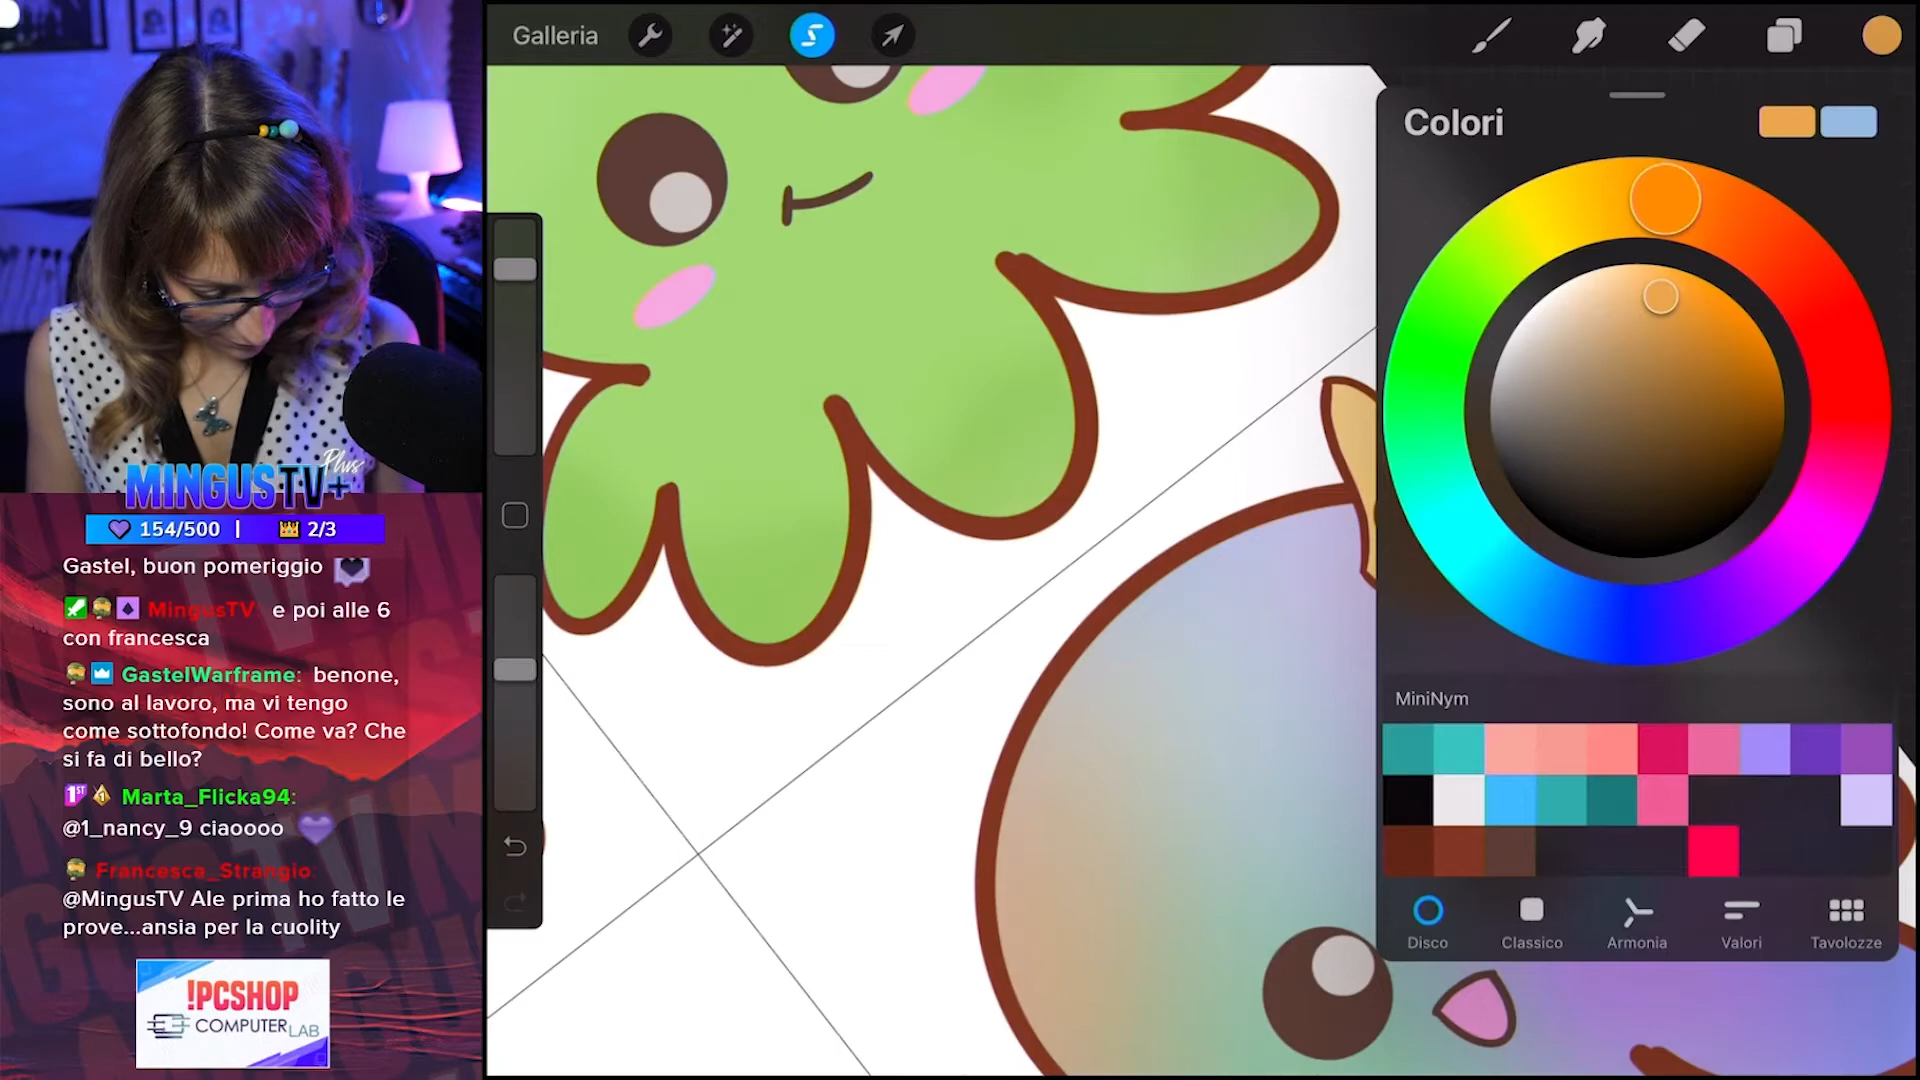 Galleria
Colori
MINGUSTV+
Plus
154/500 | 2/3
Gastel, buon pomeriggio
MingusTV e poi alle 6
con francesca
GastelWarframe: benone,
sono al lavoro, ma vi tengo
come sottofondo! Come va? Che
si fa di bello?
1ST Marta_Flicka94:
@1_nancy_9 ciaoooo
Francesca_Strangio:
@MingusTV Ale prima ho fatto le
prove...ansia per la cuolity
!PCSHOP
COMPUTERLAB
MiniNym
Disco
Classico
Armonia
Valori
Tavolozze